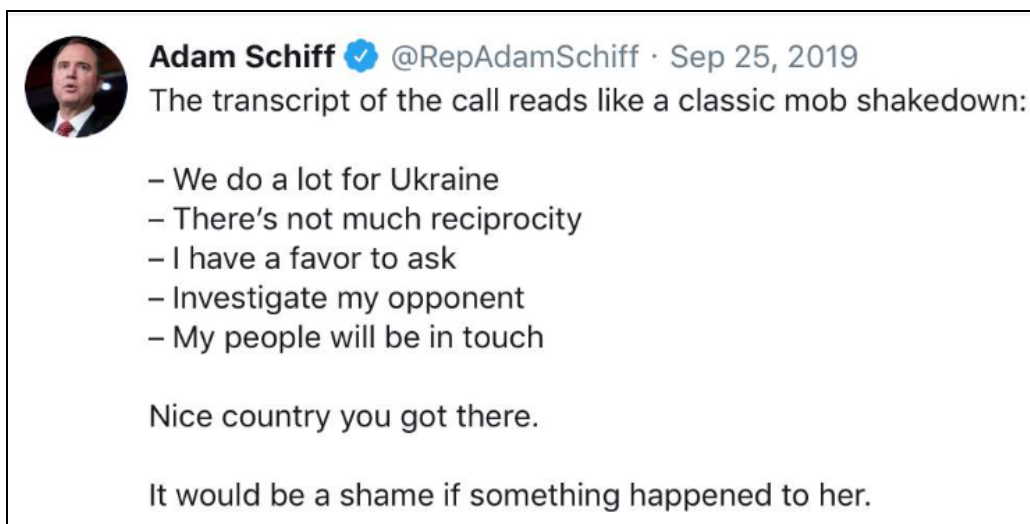 Adam Schiff @RepAdamSchiff · Sep 25, 2019
The transcript of the call reads like a classic mob shakedown:
– We do a lot for Ukraine
– There’s not much reciprocity
– I have a favor to ask
– Investigate my opponent
– My people will be in touch
Nice country you got there.
It would be a shame if something happened to her.